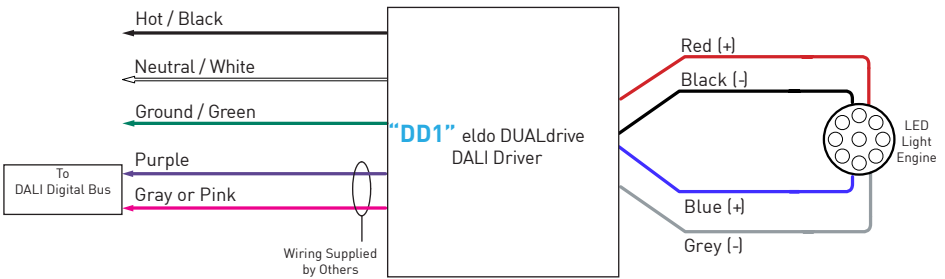 Hot / Black
Neutral / White
Ground / Green
Purple
Gray or Pink
To
DALI Digital Bus
Wiring Supplied
by Others
“DD1” eldo DUALdrive
DALI Driver
Red (+)
Black (-)
Blue (+)
Grey (-)
LED
Light
Engine